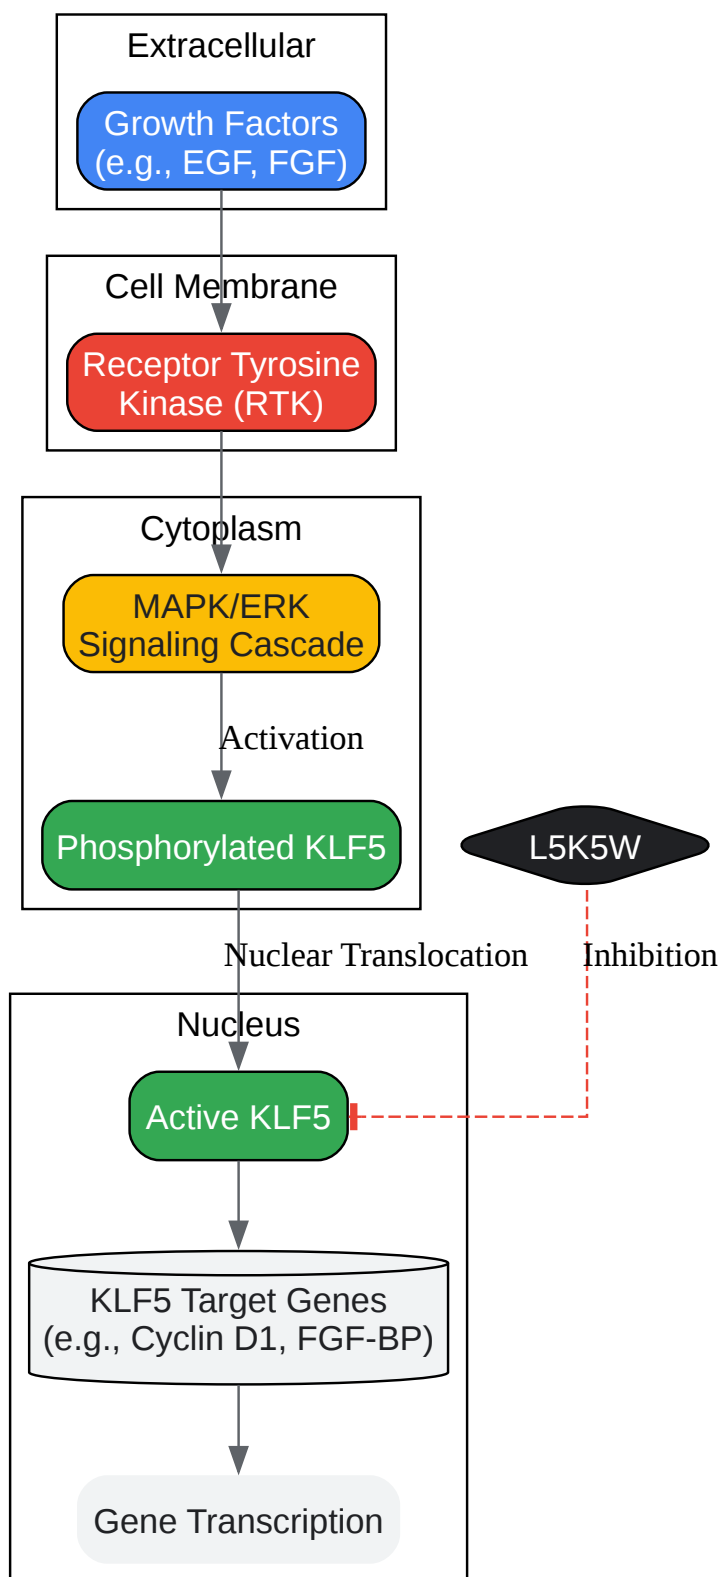 Extracellular
Growth Factors
(e.g., EGF, FGF)
Cell Membrane
Receptor Tyrosine
Kinase (RTK)
Cytoplasm
MAPK/ERK
Signaling Cascade
Activation
Phosphorylated KLF5
L5K5W
Nuclear Translocation
Inhibition
Nucleus
Active KLF5
KLF5 Target Genes
(e.g., Cyclin D1, FGF-BP)
Gene Transcription